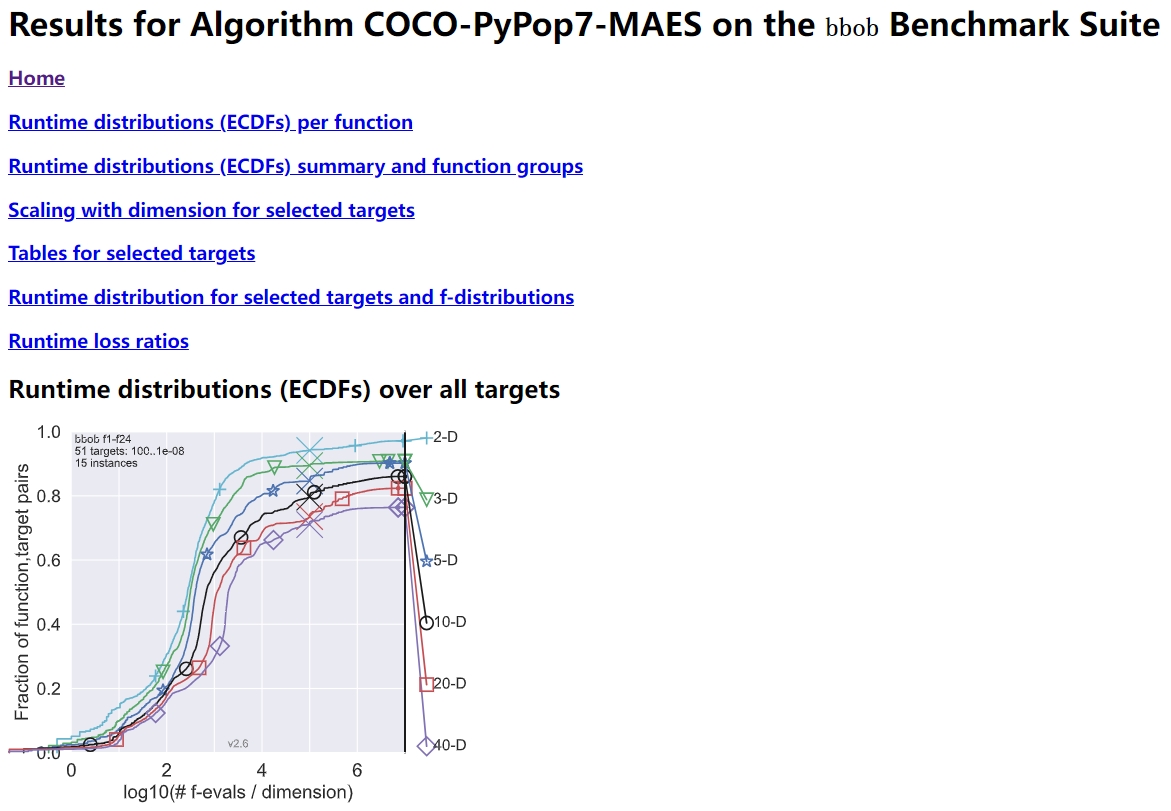 Results for Algorithm COCO-PyPop7-MAES on the bbob Benchmark Suite
Home
Runtime distributions (ECDFs) per function
Runtime distributions (ECDFs) summary and function groups
Scaling with dimension for selected targets
Tables for selected targets
Runtime distribution for selected targets and f-distributions
Runtime loss ratios
Runtime distributions (ECDFs) over all targets
bbob f1-f24
51 targets: 100..1e-08
15 instances
1.0
0.8
0.6
0.4
0.2
0.0
Fraction of function,target pairs
2-D
3-D
5-D
10-D
20-D
40-D
v2.6
0 2 4 6
log10(# f-evals / dimension)